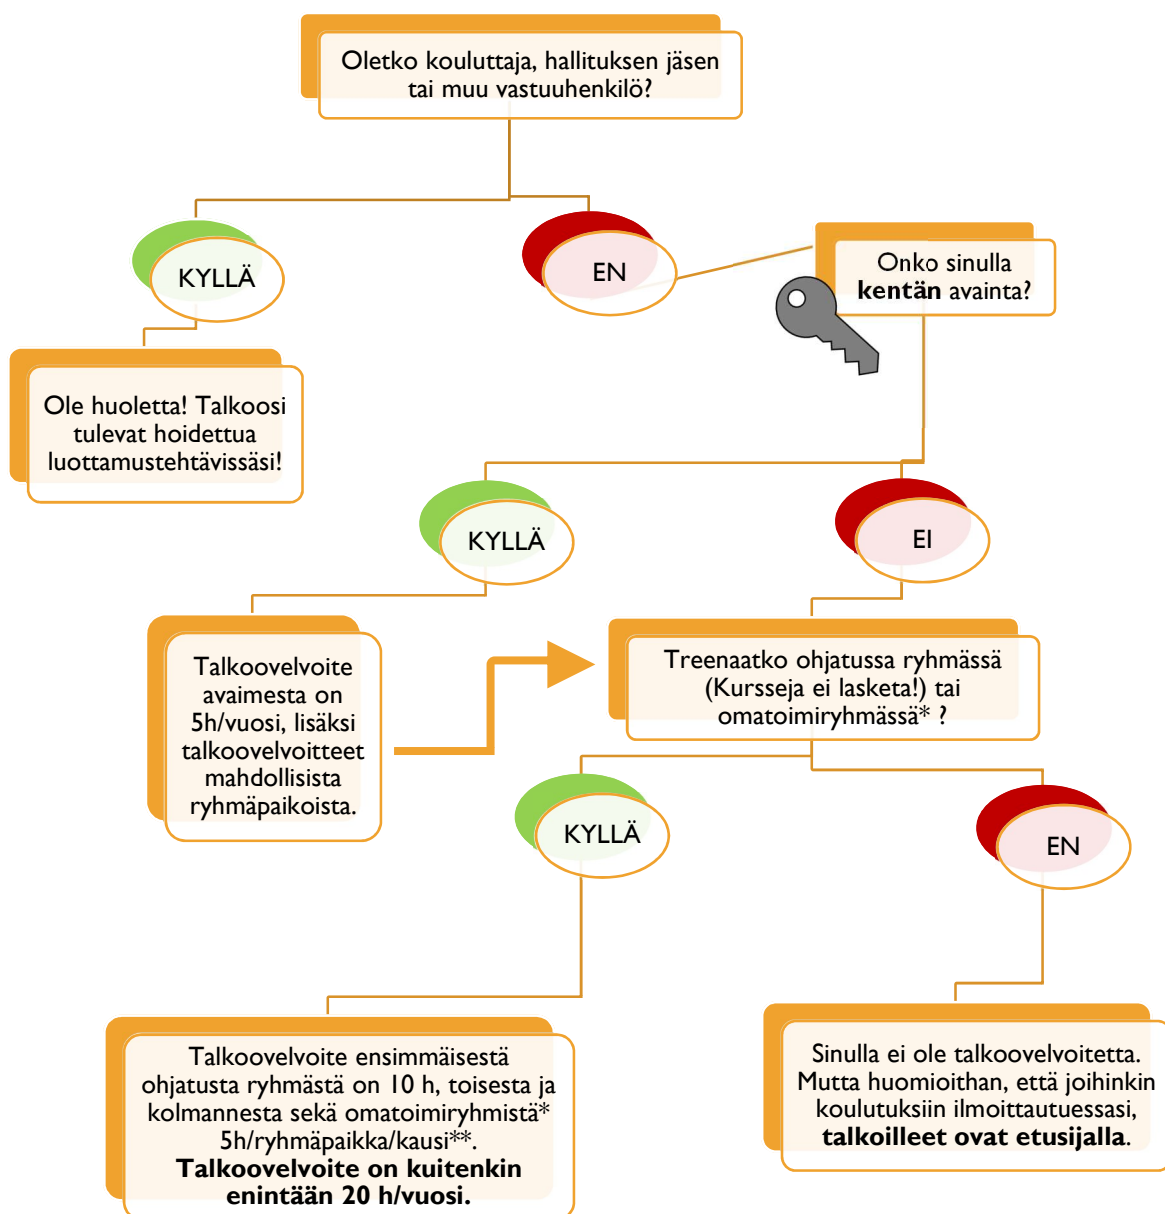 Oletko kouluttaja, hallituksen jäsen
tai muu vastuuhenkilö?
KYLLÄ
EN
Onko sinulla
kentän avainta?
Ole huoletta! Talkoosi
tulevat hoidettua
luottamustehtävissäsi!
KYLLÄ
EI
Talkoovelvoite
avaimesta on
5h/vuosi, lisäksi
talkoovelvoitteet
mahdollisista
ryhmäpaikoista.
Treenaatko ohjatussa ryhmässä
(Kursseja ei lasketa!) tai
omatoimiryhmässä* ?
KYLLÄ
EN
Talkoovelvoite ensimmäisestä
ohjatusta ryhmästä on 10 h, toisesta ja
kolmannesta sekä omatoimiryhmistä*
5h/ryhmäpaikka/kausi**.
Talkoovelvoite on kuitenkin
enintään 20 h/vuosi.
Sinulla ei ole talkoovelvoitetta.
Mutta huomioithan, että joihinkin
koulutuksiin ilmoittautuessasi,
talkoilleet ovat etusijalla.